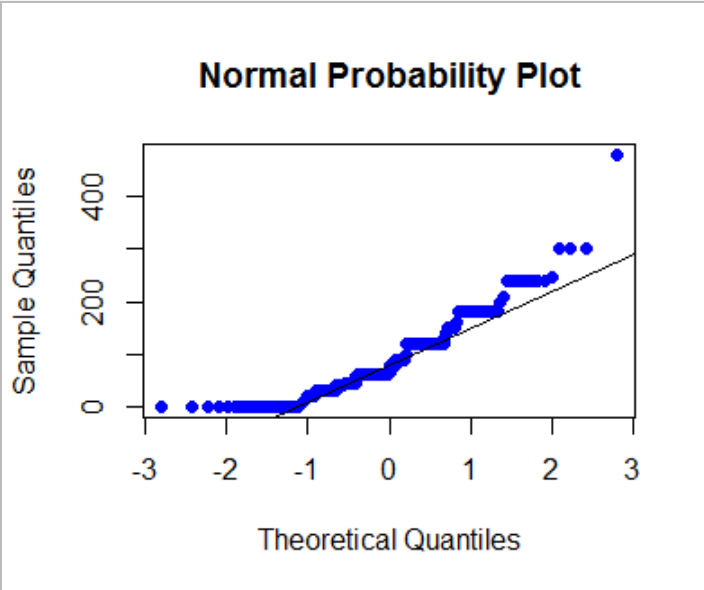 Normal Probability Plot
Sample Quantiles
400
200
0
-3 -2 -1 0 1 2 3
Theoretical Quantiles